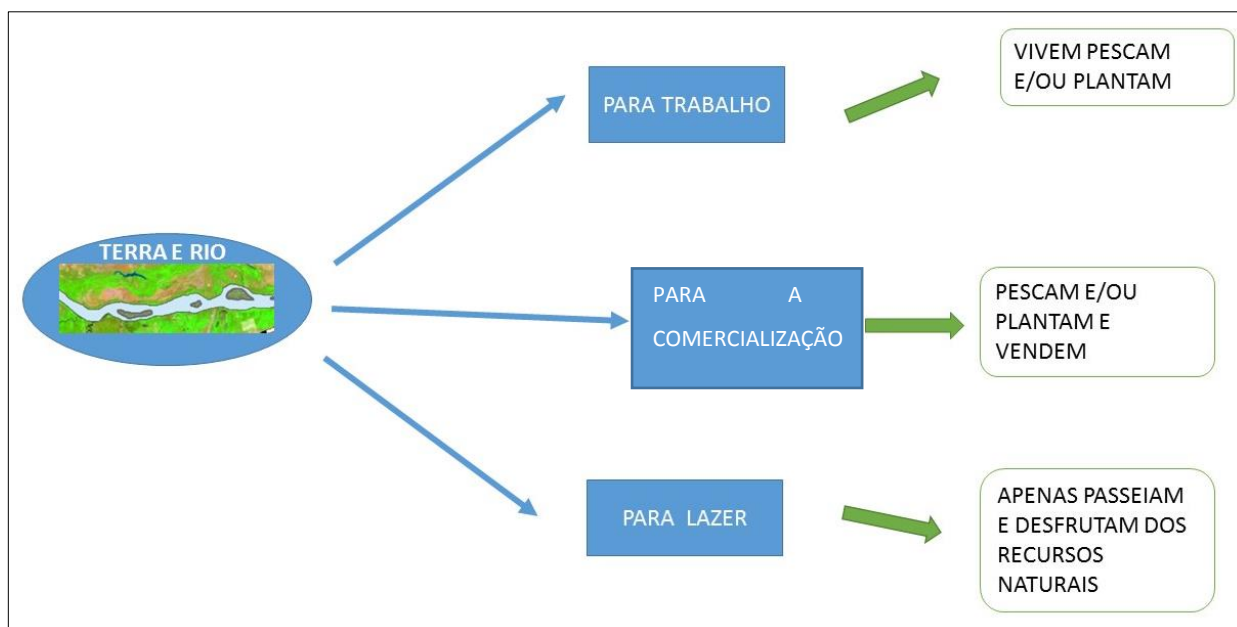 VIVEM PESCAM
E/OU PLANTAM
PARA TRABALHO
TERRA E RIO
PARA A
COMERCIALIZAÇÃO
PESCAM E/OU
PLANTAM E
VENDEM
PARA LAZER
APENAS PASSEIAM
E DESFRUTAM DOS
RECURSOS
NATURAIS